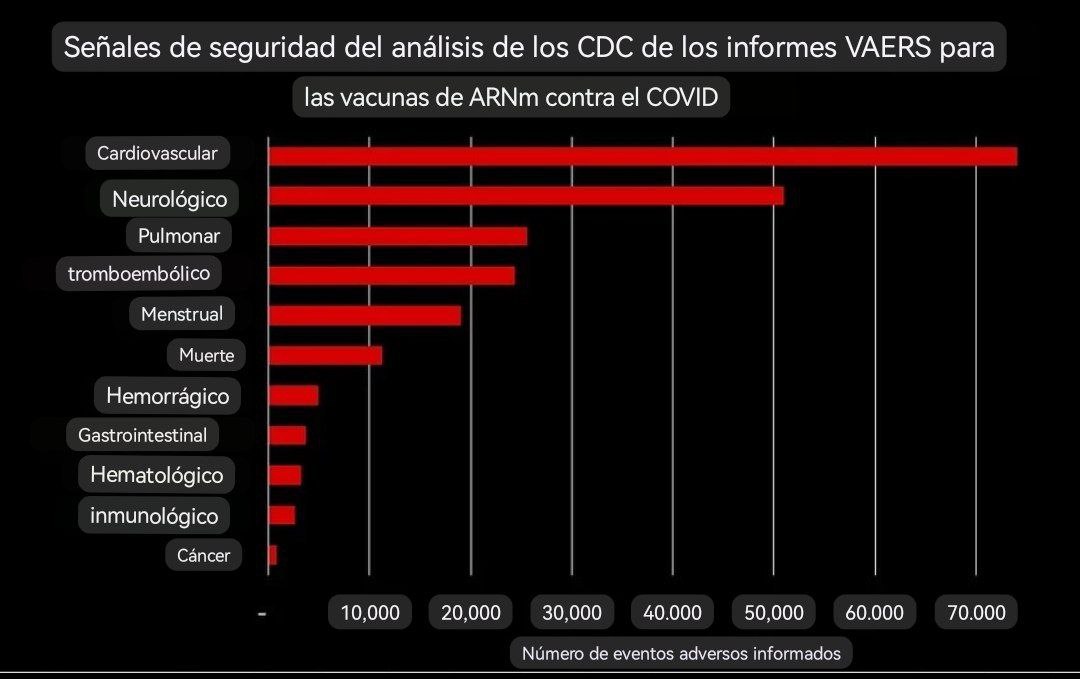 Señales de seguridad del análisis de los CDC de los informes VAERS para
las vacunas de ARNm contra el COVID
Cardiovascular
Neurológico
Pulmonar
tromboembólico
Menstrual
Muerte
Hemorrágico
Gastrointestinal
Hematológico
inmunológico
Cáncer
- 10,000 20,000 30,000 40.000 50,000 60.000 70.000
Número de eventos adversos informados